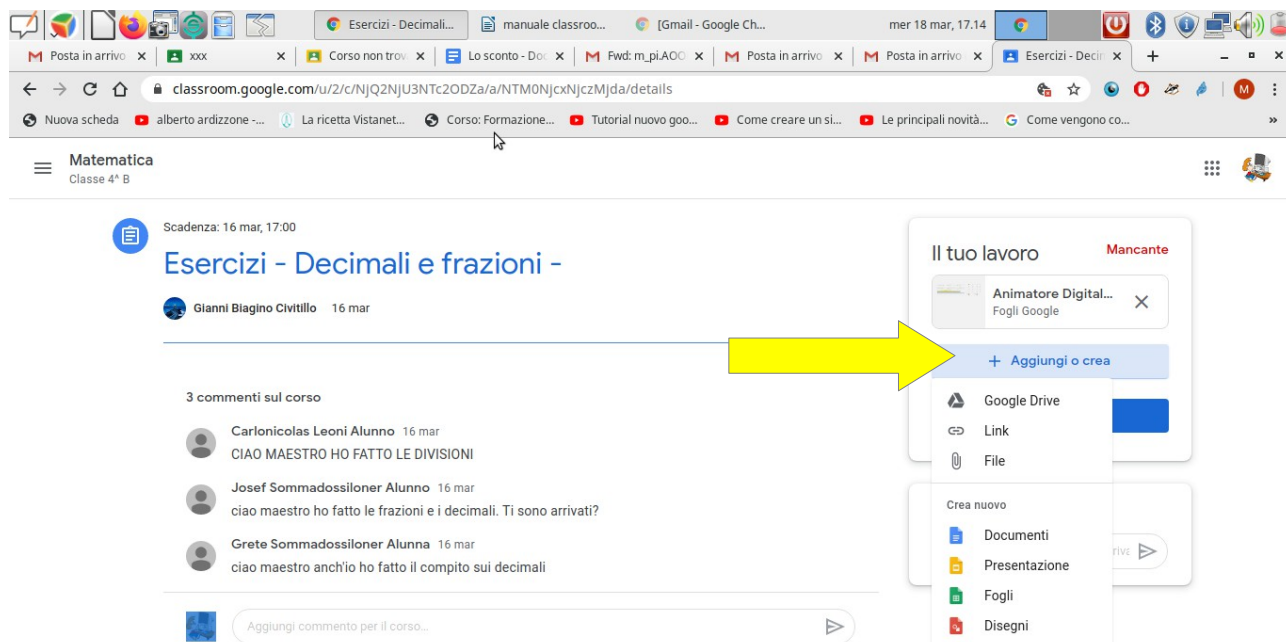 Esercizi - Decimali...
manuale classroo...
[Gmail - Google Ch...
mer 18 mar, 17.14
Posta in arrivo
xxx
Corso non trov
Lo sconto - Doc
Fwd: m_pi.AOO
Posta in arrivo
Posta in arrivo
Esercizi - Decin
classroom.google.com/u/2/c/NjQ2NjU3NTc2ODZa/a/NTM0NjcxNjczMjda/details
M
Nuova scheda
alberto ardizzone -...
La ricetta Vistanet...
Corso: Formazione...
Tutorial nuovo goo...
Come creare un si...
Le principali novità...
Come vengono co...
»
Matematica
Classe 4^ B
Scadenza: 16 mar, 17:00
Esercizi - Decimali e frazioni -
Gianni Biagino Civitillo 16 mar
3 commenti sul corso
Carlonicolas Leoni Alunno 16 mar
CIAO MAESTRO HO FATTO LE DIVISIONI
Josef Sommadossiloner Alunno 16 mar
ciao maestro ho fatto le frazioni e i decimali. Ti sono arrivati?
Grete Sommadossiloner Alunna 16 mar
ciao maestro anch'io ho fatto il compito sui decimali
Aggiungi commento per il corso...
Il tuo lavoro
Mancante
Animatore Digital...
Fogli Google
+ Aggiungi o crea
Google Drive
Link
File
Crea nuovo
Documenti
Presentazione
Fogli
Disegni